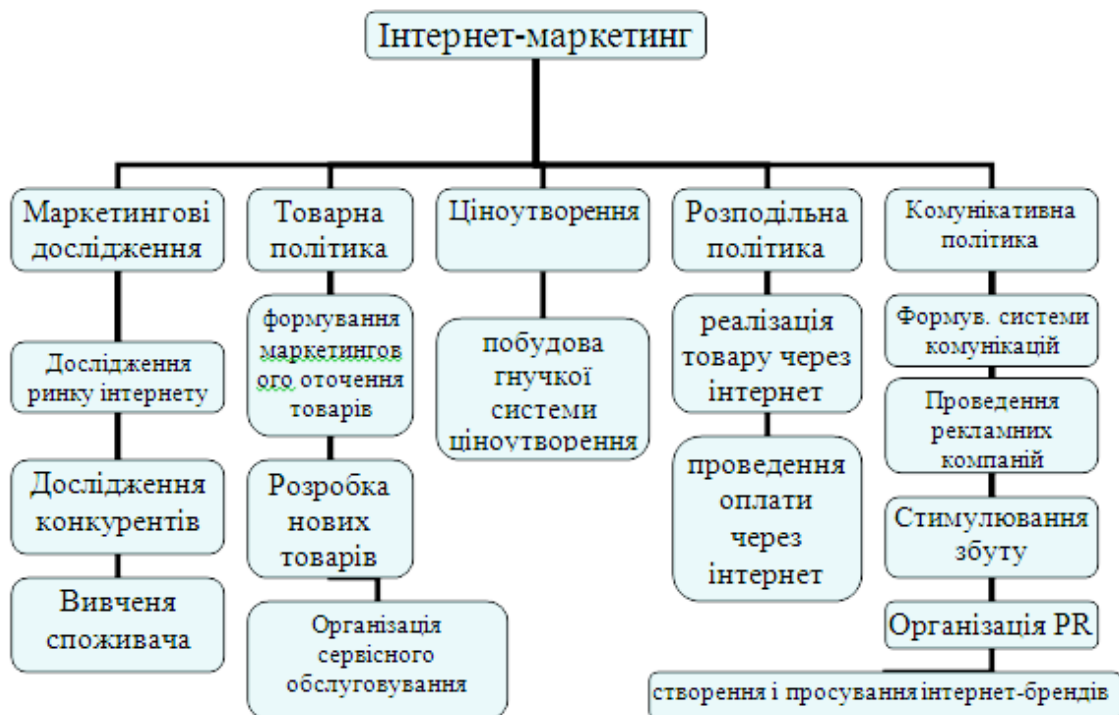 Інтернет-маркетинг
Маркетингові
дослідження
Дослідження
ринку інтернету
Дослідження
конкурентів
Вивченя
споживача
Товарна
політика
формування
маркетингов
ого оточення
товарів
Розробка
нових
товарів
Організація
сервісного
обслуговування
Ціноутворення
побудова
гнучкої
системи
ціноутворення
Розподільна
політика
реалізація
товару через
інтернет
проведення
оплати
через
інтернет
Комунікативна
політика
Формув. системи
комунікацій
Проведення
рекламних
компаній
Стимулювання
збуту
Організація PR
створення і просування інтернет-брендів